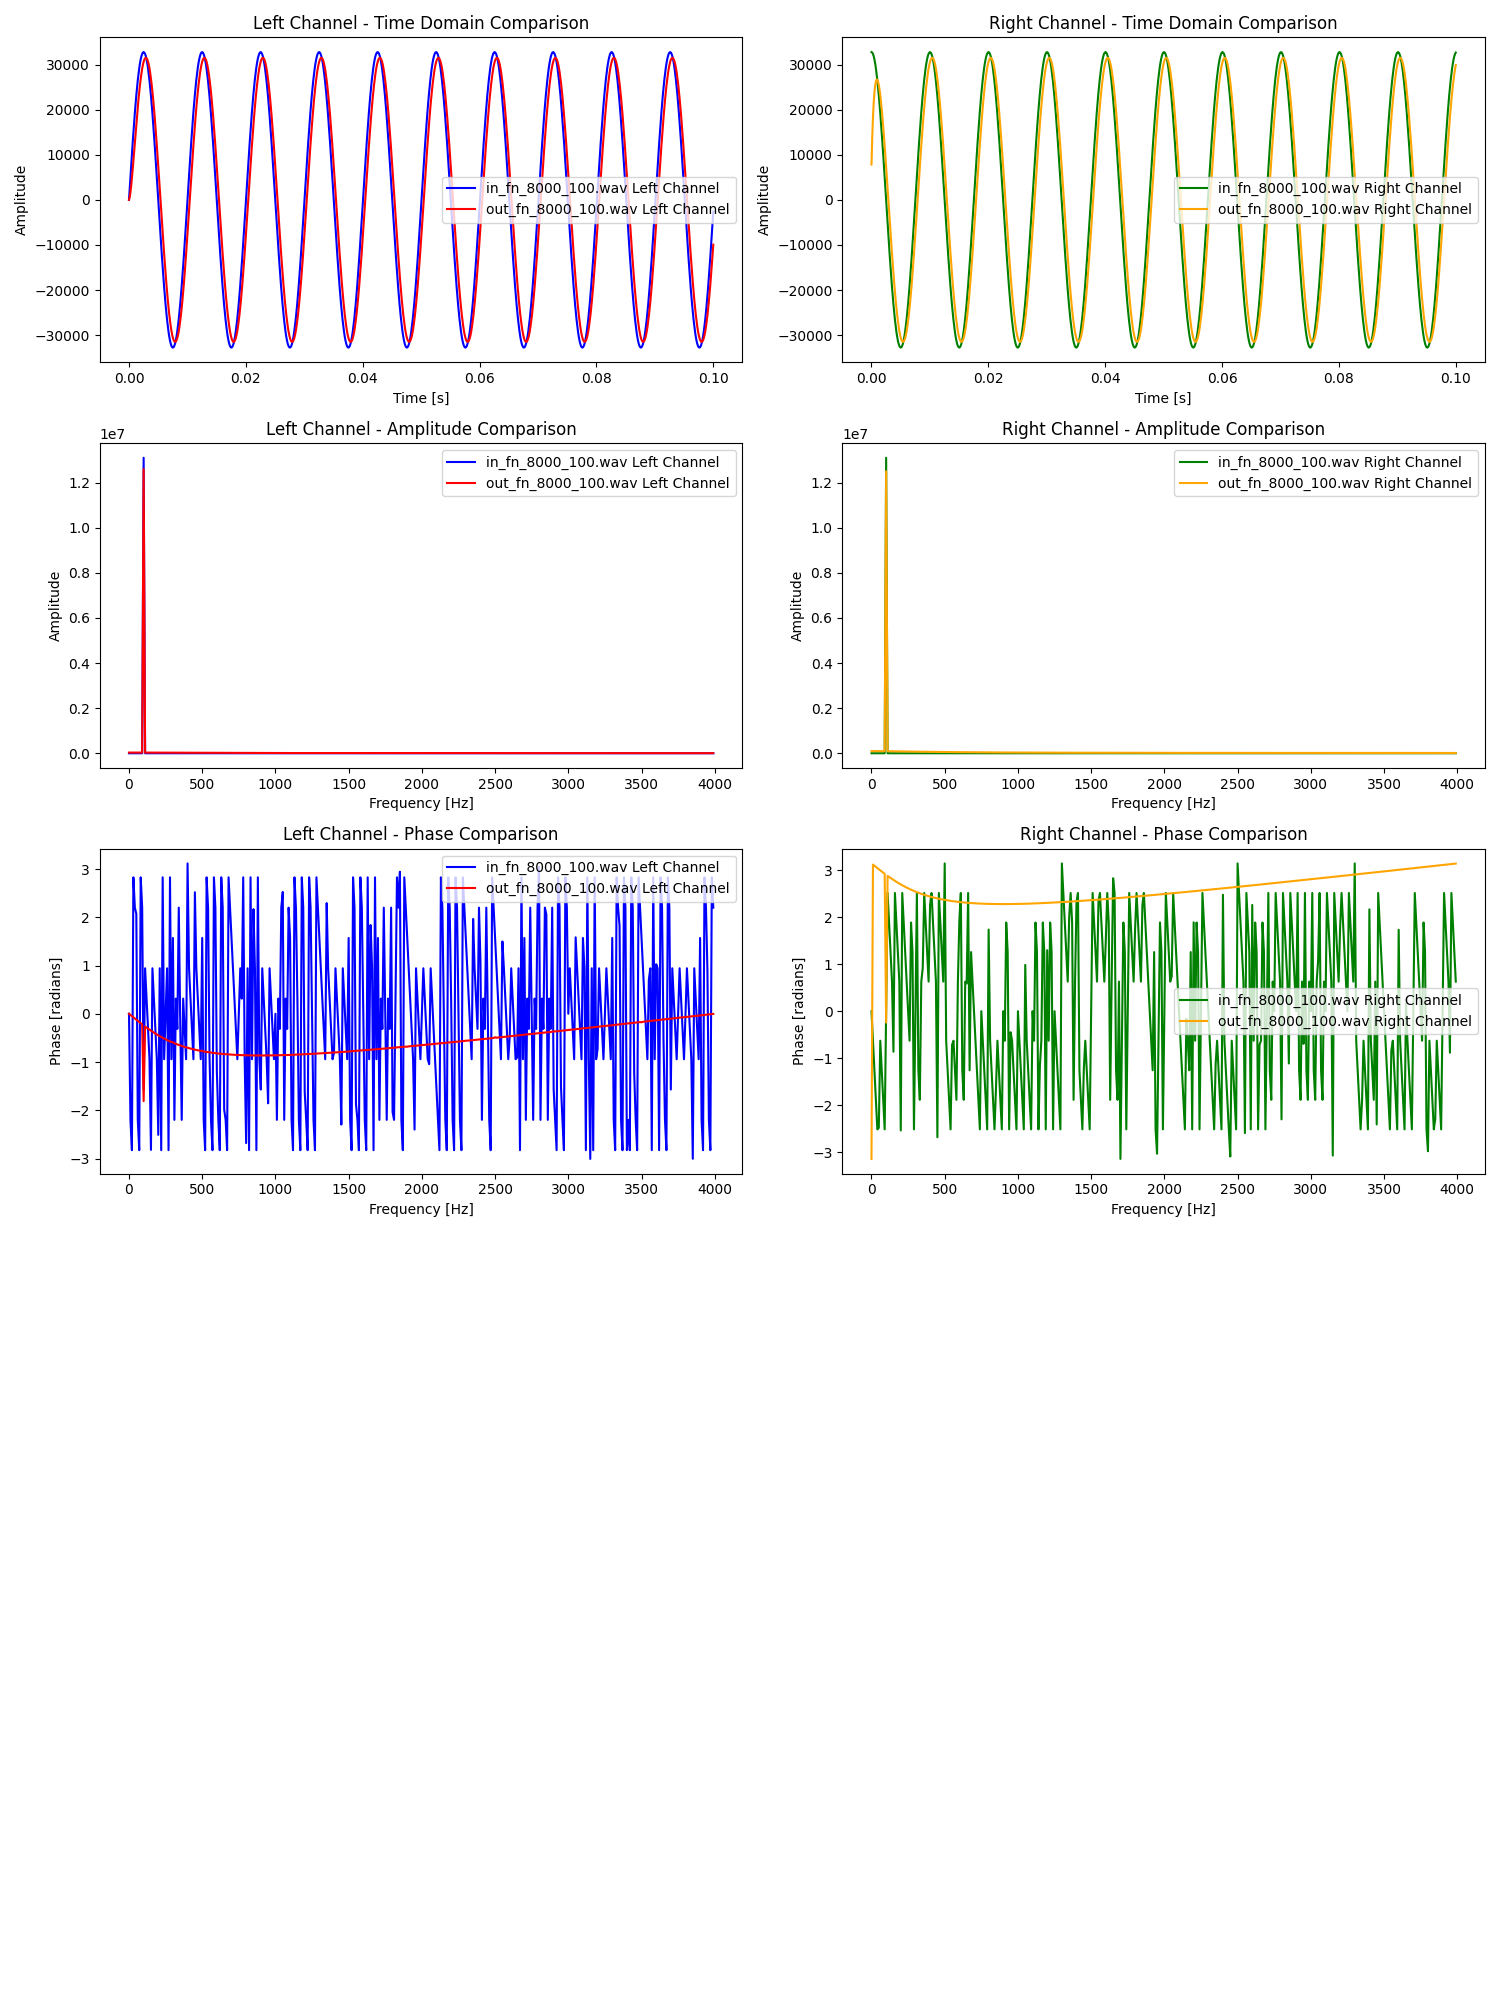 Left Channel - Time Domain Comparison
Amplitude
30000
20000
10000
0
−10000
−20000
−30000
in_fn_8000_100.wav Left Channel
out_fn_8000_100.wav Left Channel
0.00 0.02 0.04 0.06 0.08 0.10
Time [s]
Right Channel - Time Domain Comparison
Amplitude
30000
20000
10000
0
−10000
−20000
−30000
in_fn_8000_100.wav Right Channel
out_fn_8000_100.wav Right Channel
0.00 0.02 0.04 0.06 0.08 0.10
Time [s]
Left Channel - Amplitude Comparison
1e7
Amplitude
1.2
1.0
0.8
0.6
0.4
0.2
0.0
in_fn_8000_100.wav Left Channel
out_fn_8000_100.wav Left Channel
0 500 1000 1500 2000 2500 3000 3500 4000
Frequency [Hz]
Right Channel - Amplitude Comparison
1e7
Amplitude
1.2
1.0
0.8
0.6
0.4
0.2
0.0
in_fn_8000_100.wav Right Channel
out_fn_8000_100.wav Right Channel
0 500 1000 1500 2000 2500 3000 3500 4000
Frequency [Hz]
Left Channel - Phase Comparison
Phase [radians]
3
2
1
0
−1
−2
−3
in_fn_8000_100.wav Left Channel
out_fn_8000_100.wav Left Channel
0 500 1000 1500 2000 2500 3000 3500 4000
Frequency [Hz]
Right Channel - Phase Comparison
Phase [radians]
3
2
1
0
−1
−2
−3
in_fn_8000_100.wav Right Channel
out_fn_8000_100.wav Right Channel
0 500 1000 1500 2000 2500 3000 3500 4000
Frequency [Hz]